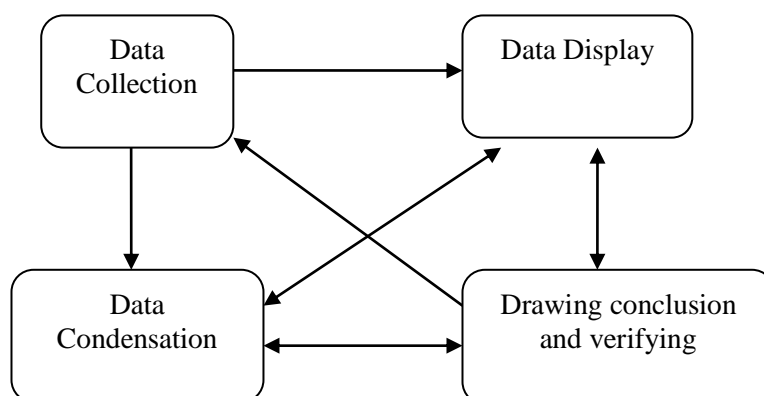 Data
Collection
Data Display
Data
Condensation
Drawing conclusion
and verifying